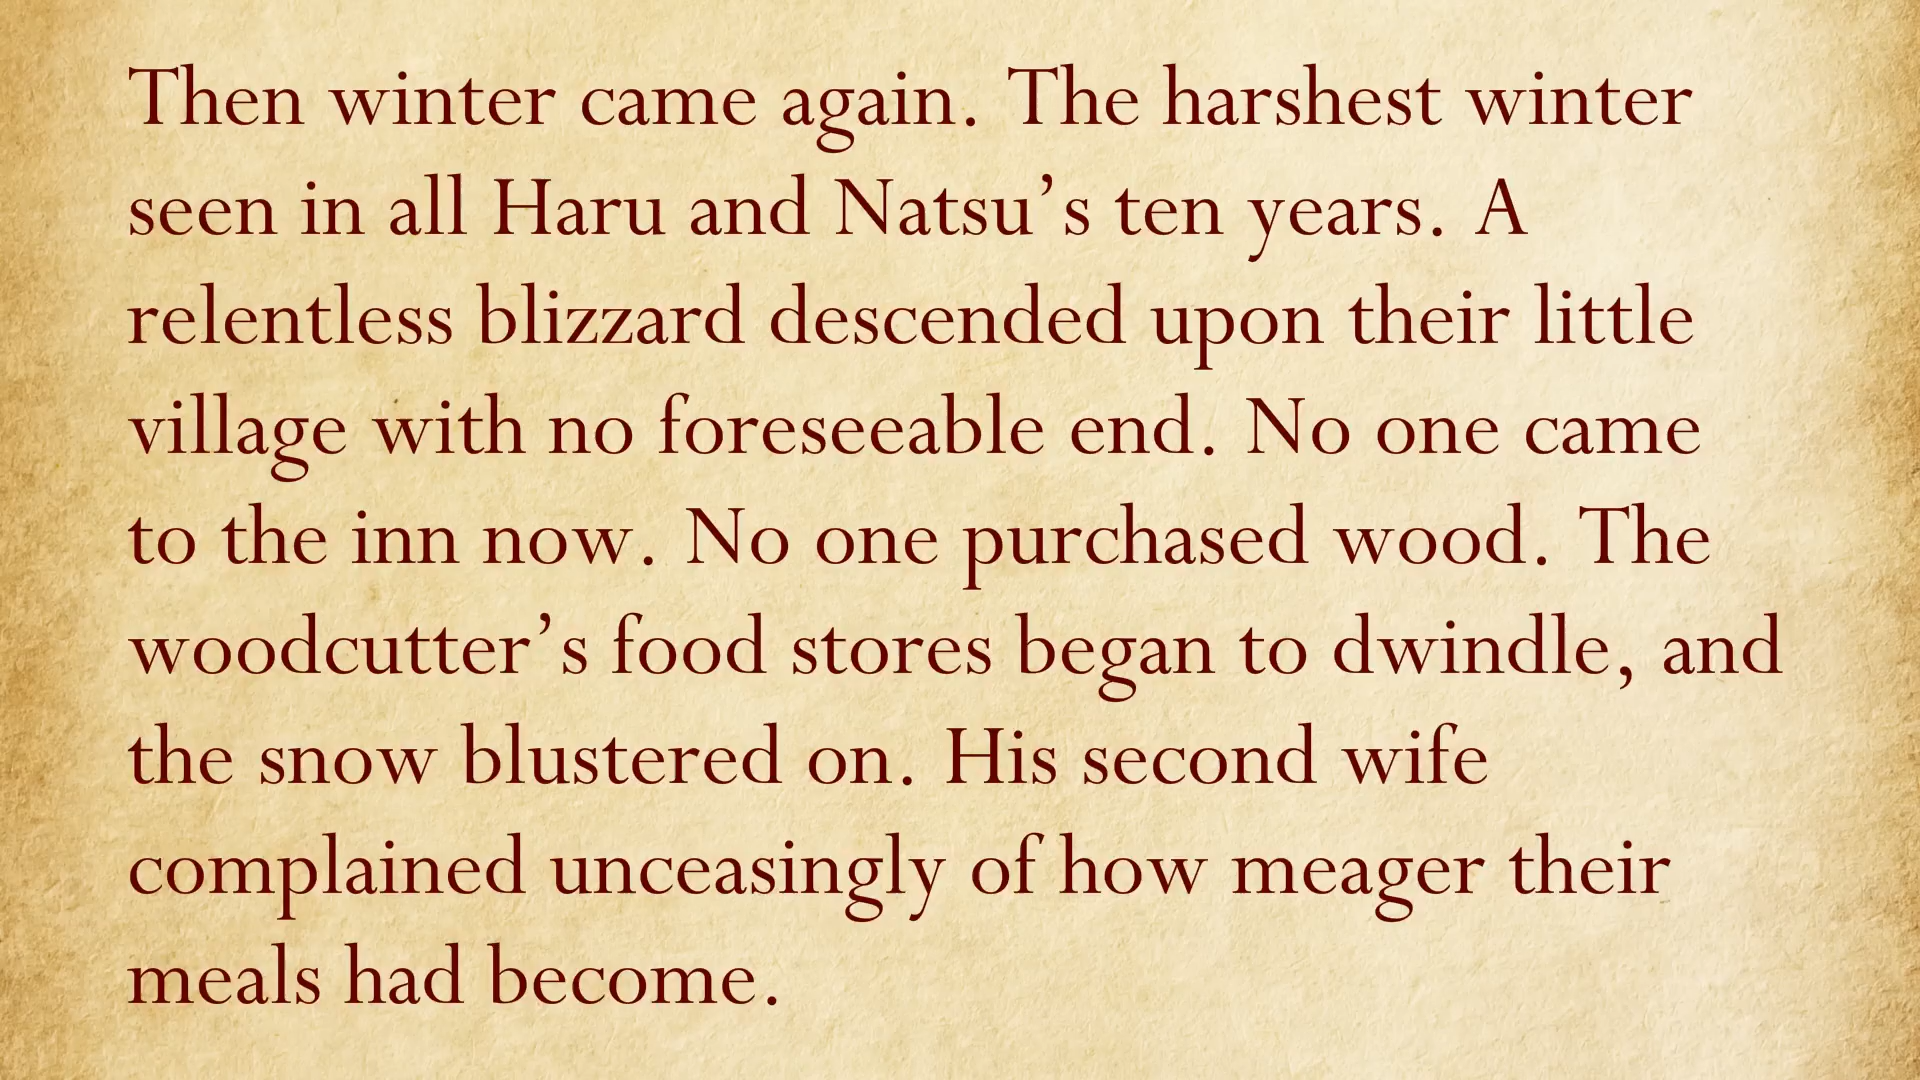 Then winter came again. The harshest winter
seen in all Haru and Natsu’s ten years. A
relentless blizzard descended upon their little
village with no foreseeable end. No one came
to the inn now. No one purchased wood. The
woodcutter’s food stores began to dwindle, and
the snow blustered on. His second wife
complained unceasingly of how meager their
meals had become.